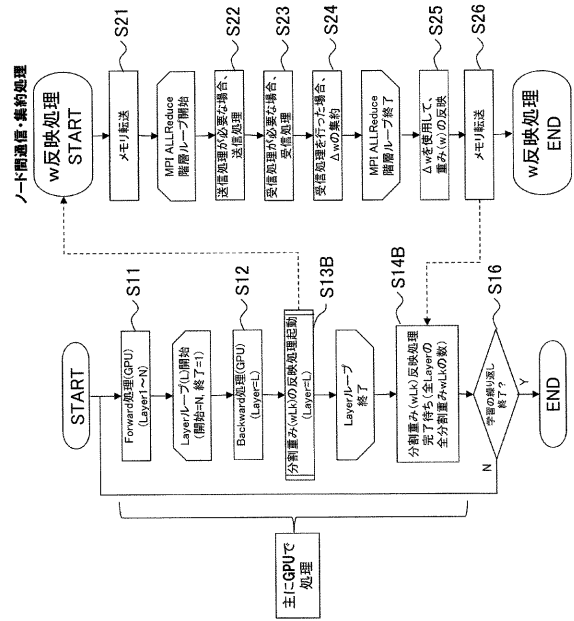 START
Forward処理(GPU)
(Layer1～N)
S11
Layerループ(L)開始
(開始=N, 終了=1)
Backward処理(GPU)
(Layer=L)
S12
分割重み(wLk)の反映処理起動
(Layer=L)
S13B
Layerループ
終了
分割重み(wLk)反映処理
完了待ち(全Layerの
全分割重みwLkの数)
S14B
学習の繰り返し
終了?
S16
N
Y
END
主にGPUで
処理
ノード間通信・集約処理
w反映処理
START
メモリ転送
S21
MPI ALLReduce
階層ループ開始
送信処理が必要な場合、
送信処理
S22
受信処理が必要な場合、
受信処理
S23
受信処理を行った場合、
Δwの集約
S24
MPI ALLReduce
階層ループ終了
Δwを使用して、
重み(w)の反映
S25
メモリ転送
S26
w反映処理
END